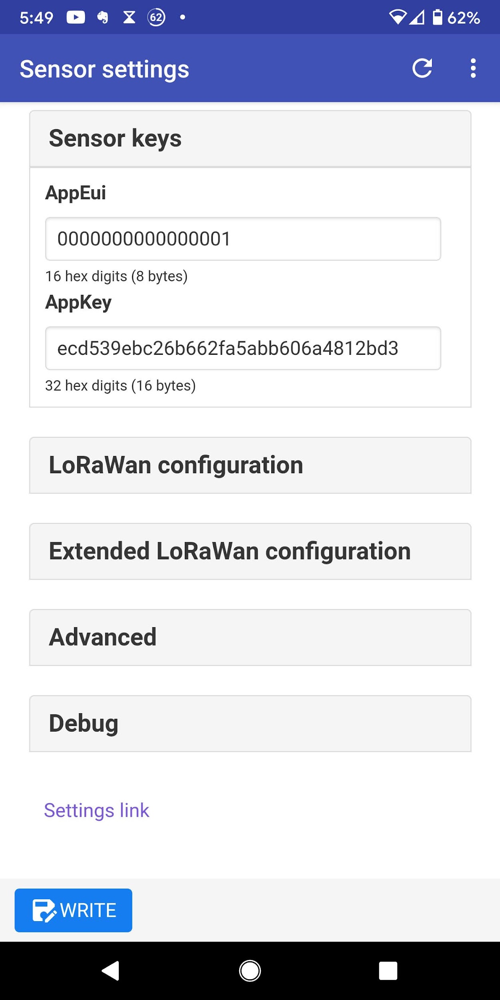 5:49 62 62%
Sensor settings
Sensor keys
AppEui
0000000000000001
16 hex digits (8 bytes)
AppKey
ecd539ebc26b662fa5abb606a4812bd3
32 hex digits (16 bytes)
LoRaWan configuration
Extended LoRaWan configuration
Advanced
Debug
Settings link
WRITE